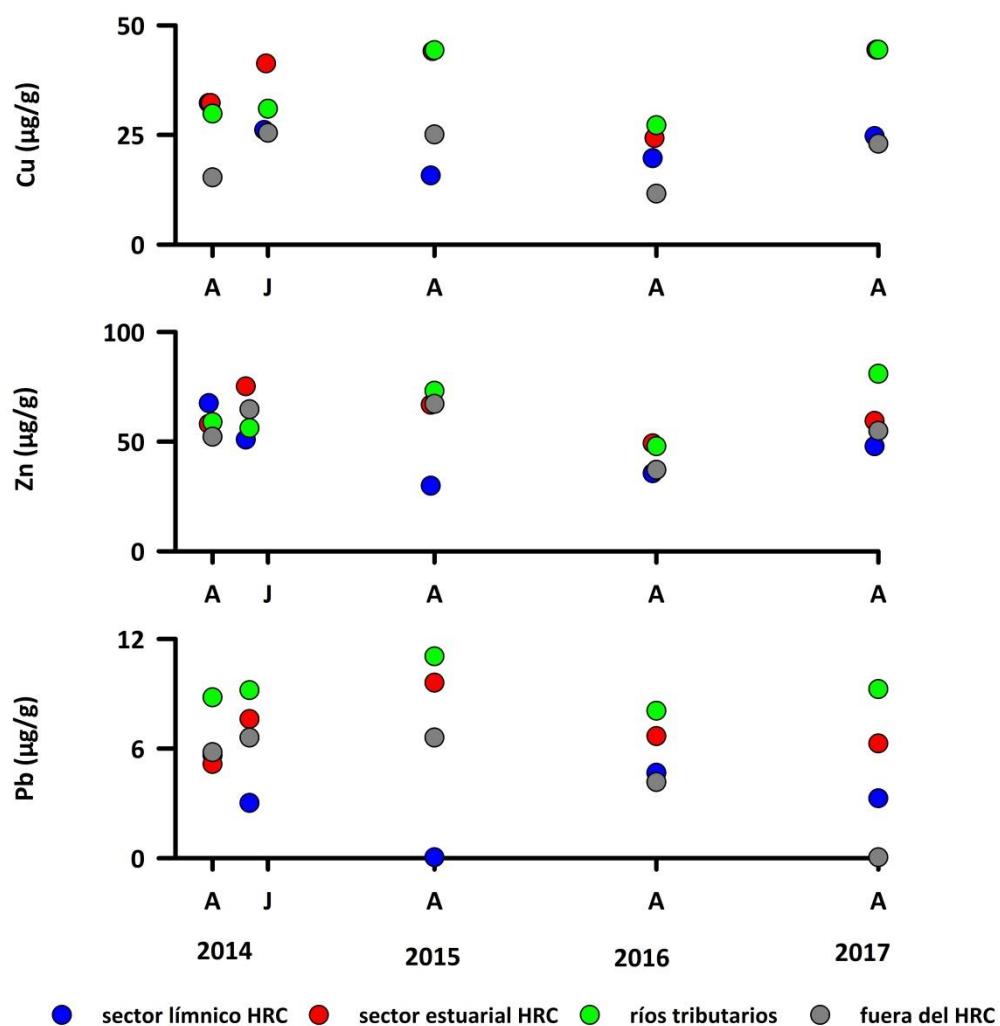 50
Cu (µg/g)
25
0
A J A A A
100
Zn (µg/g)
50
0
A J A A A
12
Pb (µg/g)
6
0
A J A A A
2014 2015 2016 2017
sector límnico HRC sector estuarial HRC ríos tributarios fuera del HRC